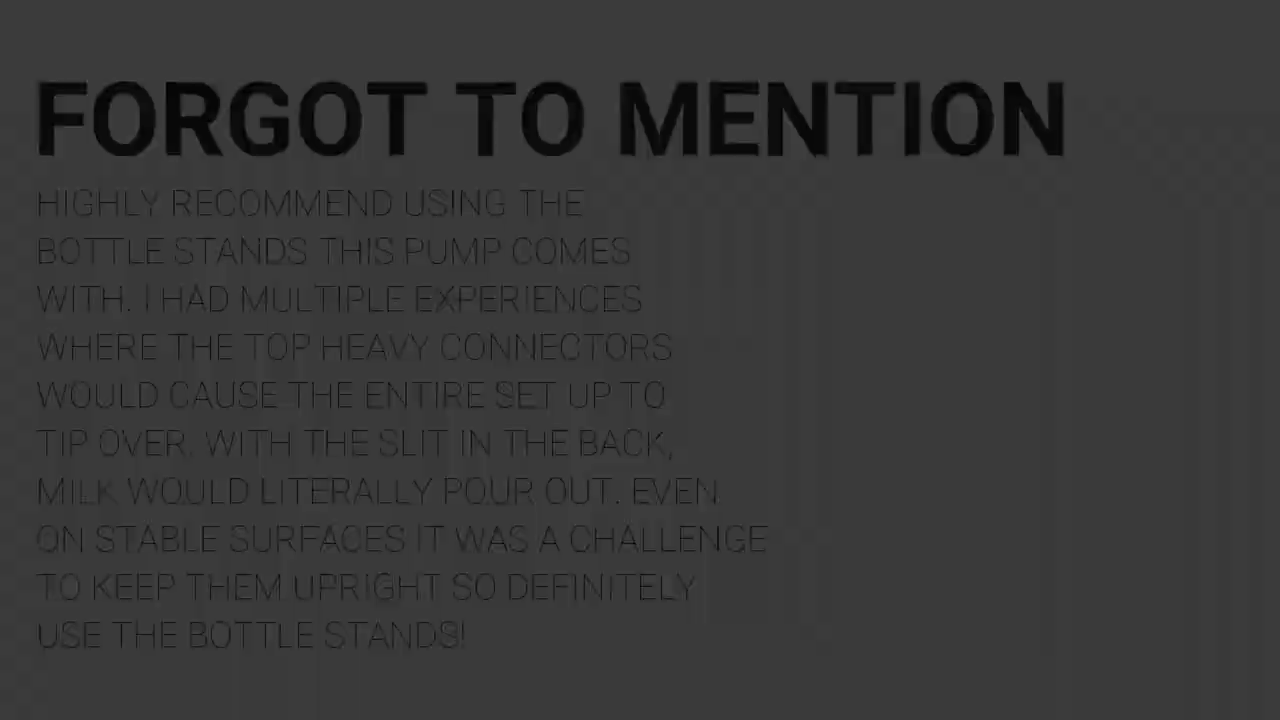 FORGOT TO MENTION
HIGHLY RECOMMEND USING THE
BOTTLE STANDS THIS PUMP COMES
WITH. I HAD MULTIPLE EXPERIENCES
WHERE THE TOP HEAVY CONNECTORS
WOULD CAUSE THE ENTIRE SET UP TO
TIP OVER. WITH THE SLIT IN THE BACK,
MILK WOULD LITERALLY POUR OUT. EVEN
ON STABLE SURFACES IT WAS A CHALLENGE
TO KEEP THEM UPRIGHT SO DEFINITELY
USE THE BOTTLE STANDS!